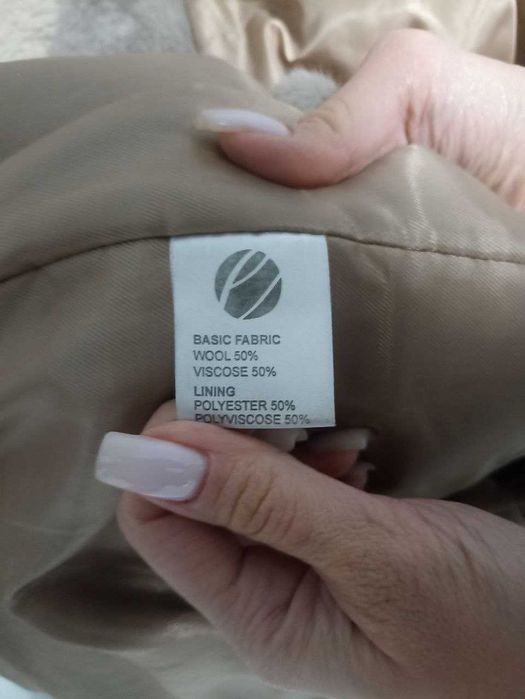 BASIC FABRIC
WOOL 50%
VISCOSE 50%
LINING
POLYESTER 50%
POLYVISCOSE 50%